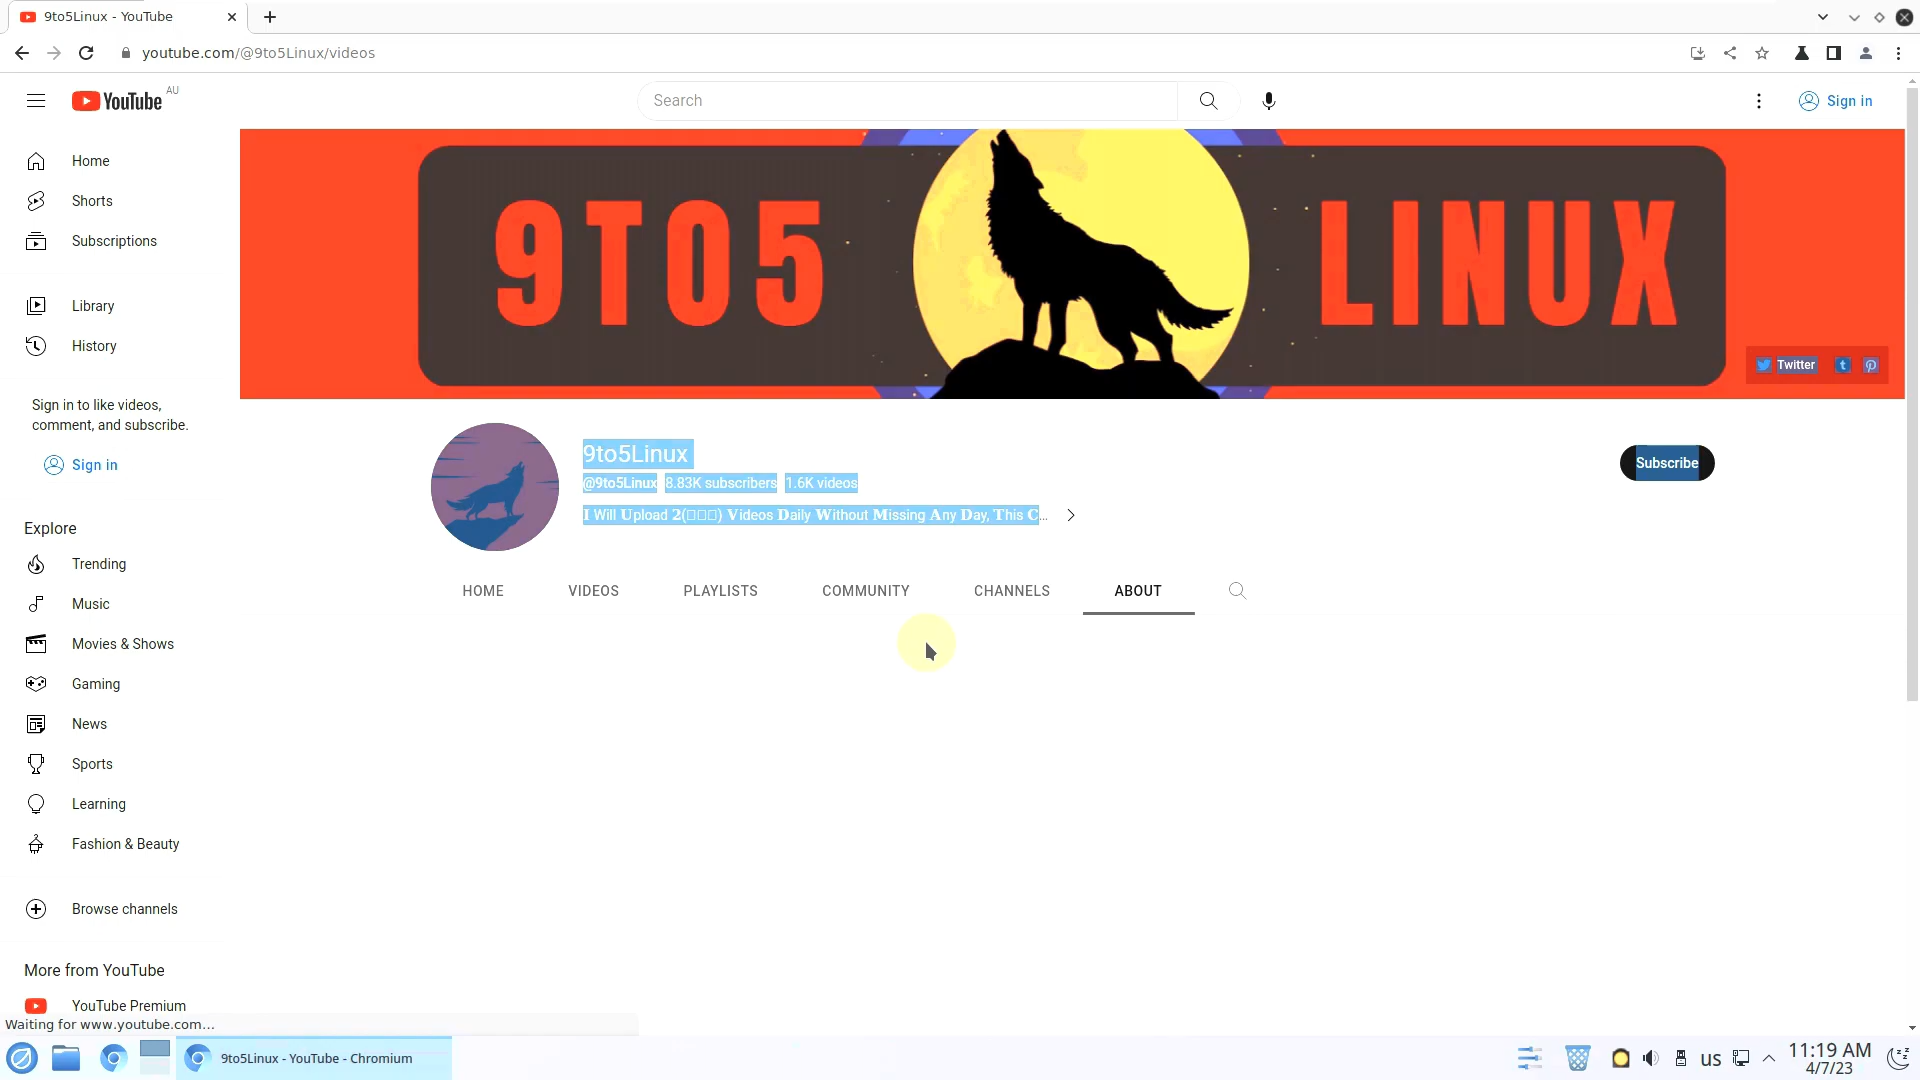 9to5Linux - YouTube
youtube.com/@9to5Linux/videos
YouTube AU
Search
Sign in
Home
Shorts
Subscriptions
Library
History
Sign in to like videos,
comment, and subscribe.
Sign in
Explore
Trending
Music
Movies & Shows
Gaming
News
Sports
Learning
Fashion & Beauty
Browse channels
More from YouTube
YouTube Premium
Waiting for www.youtube.com...
9TO5 LINUX
Twitter
9to5Linux
@9to5Linux 8.83K subscribers 1.6K videos
I Will Upload 2(□□□) Videos Daily Without Missing Any Day, This C...
Subscribe
HOME VIDEOS PLAYLISTS COMMUNITY CHANNELS ABOUT
9to5Linux - YouTube - Chromium
us
11:19 AM
4/7/23